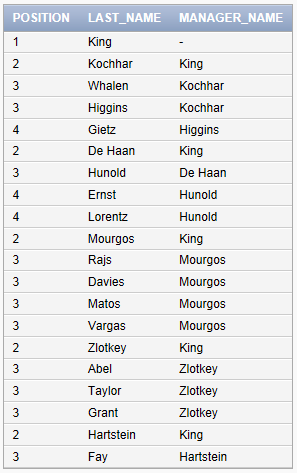 POSITION LAST_NAME MANAGER_NAME
1 King -
2 Kochhar King
3 Whalen Kochhar
3 Higgins Kochhar
4 Gietz Higgins
2 De Haan King
3 Hunold De Haan
4 Ernst Hunold
4 Lorentz Hunold
2 Mourgos King
3 Rajs Mourgos
3 Davies Mourgos
3 Matos Mourgos
3 Vargas Mourgos
2 Zlotkey King
3 Abel Zlotkey
3 Taylor Zlotkey
3 Grant Zlotkey
2 Hartstein King
3 Fay Hartstein